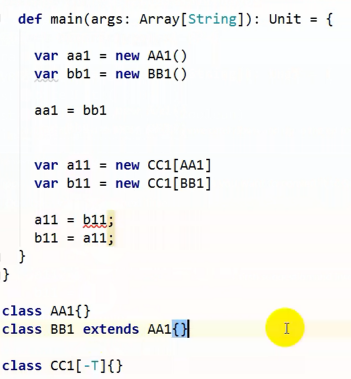 def main(args: Array[String]): Unit = {
var aa1 = new AA1()
var bb1 = new BB1()
aa1 = bb1
var a11 = new CC1[AA1]
var b11 = new CC1[BB1]
a11 = b11;
b11 = a11;
}
}
class AA1{}
class BB1 extends AA1{}
class CC1[-T]{}